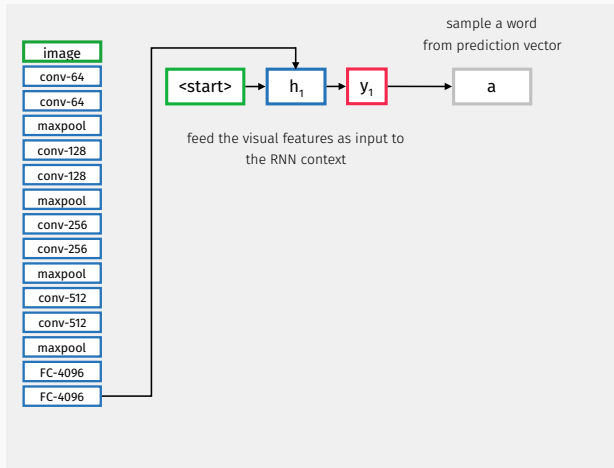 image
conv-64
conv-64
maxpool
conv-128
conv-128
maxpool
conv-256
conv-256
maxpool
conv-512
conv-512
maxpool
FC-4096
FC-4096
<start>
h₁
y₁
a
sample a word
from prediction vector
feed the visual features as input to
the RNN context